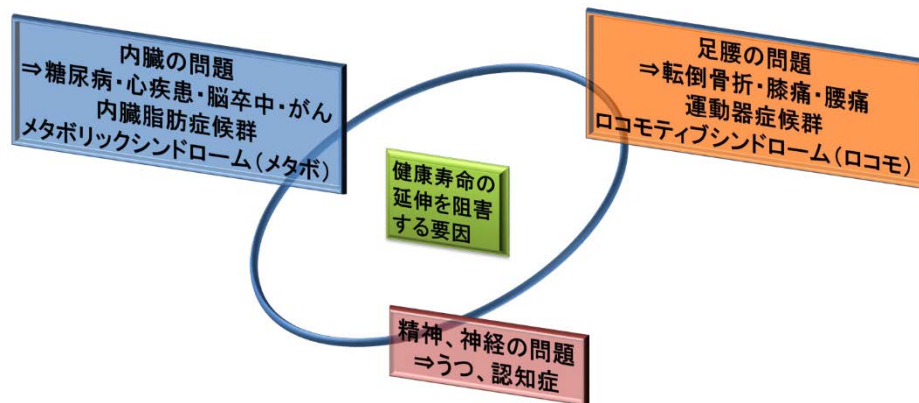 内臓の問題
⇒糖尿病・心疾患・脳卒中・がん
内臓脂肪症候群
メタボリックシンドローム（メタボ）
足腰の問題
⇒転倒骨折・膝痛・腰痛
運動器症候群
ロコモティブシンドローム（ロコモ）
健康寿命の
延伸を阻害
する要因
精神、神経の問題
⇒うつ、認知症